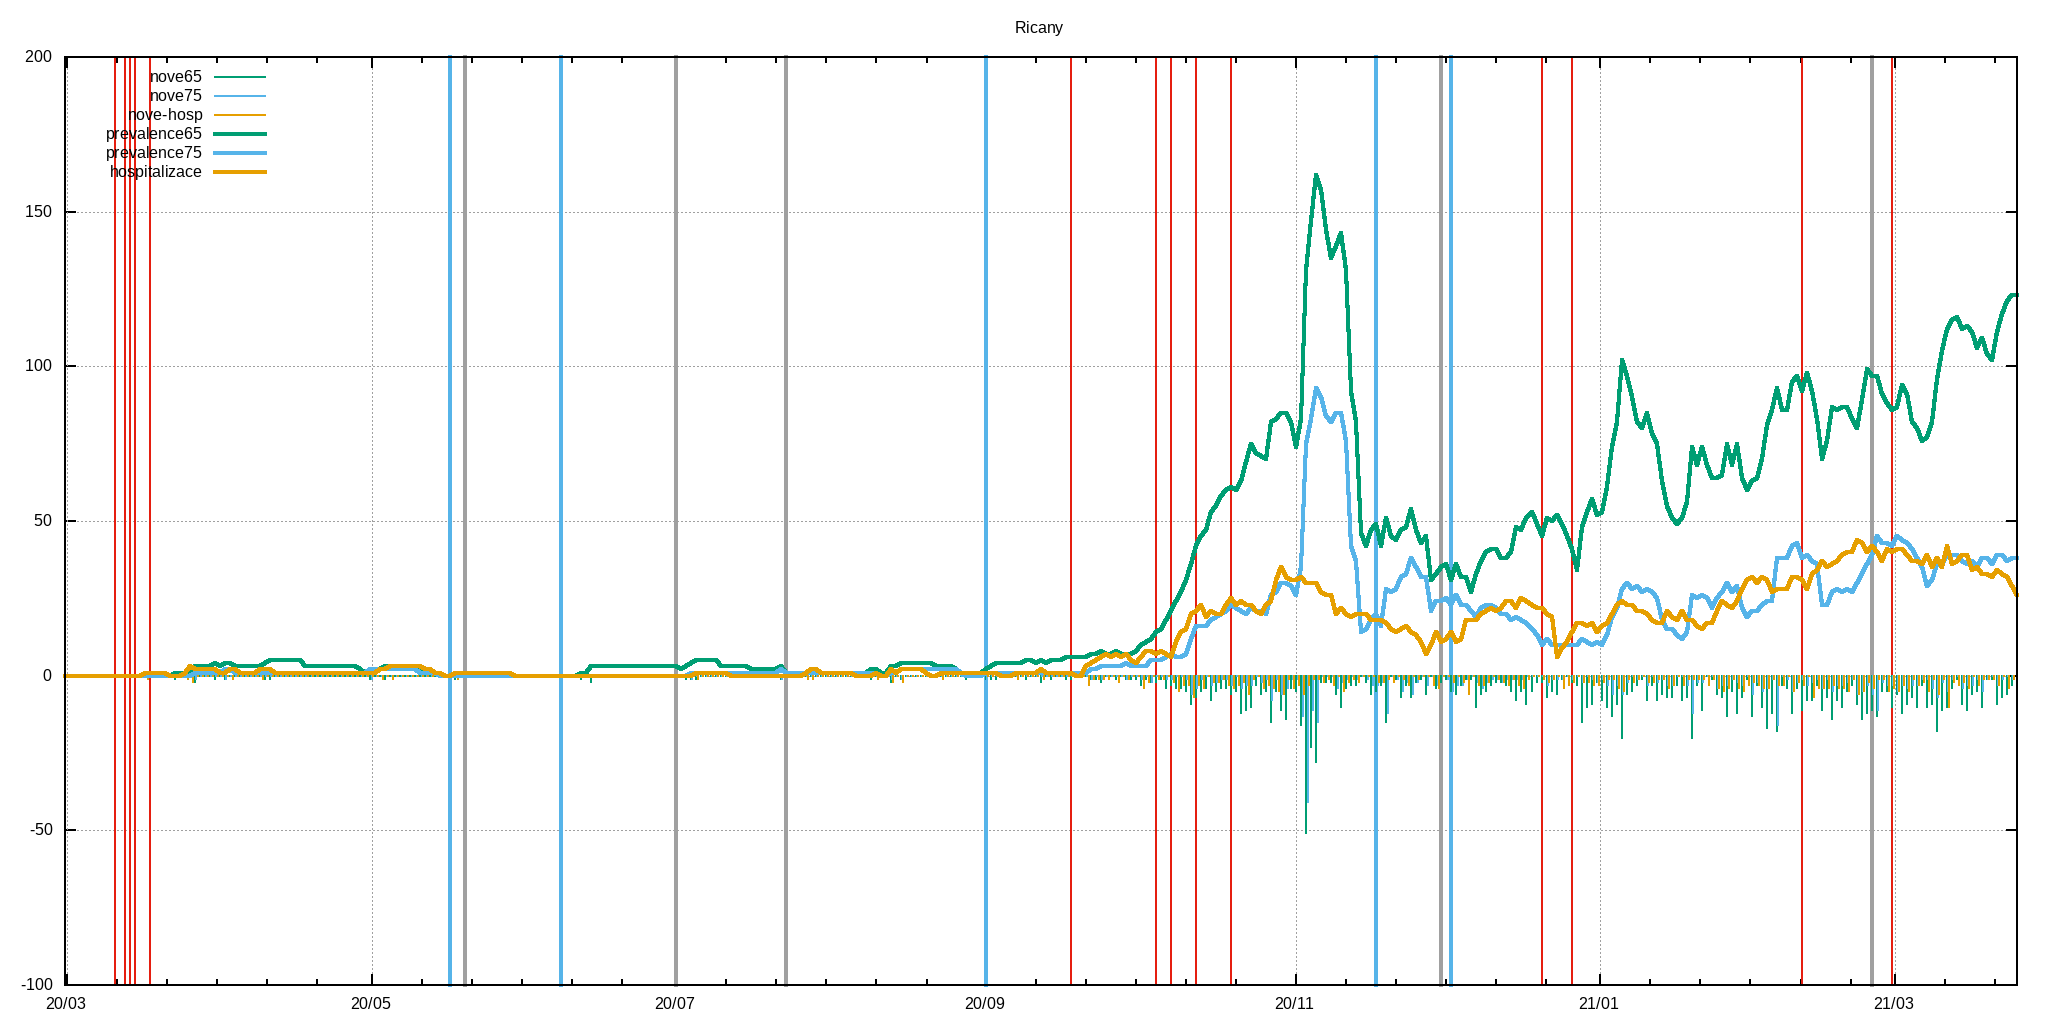 Ricany
200
nove65
nove75
nove-hosp
prevalence65
prevalence75
hospitalizace
150
100
50
0
-50
-100
20/03 20/05 20/07 20/09 20/11 21/01 21/03